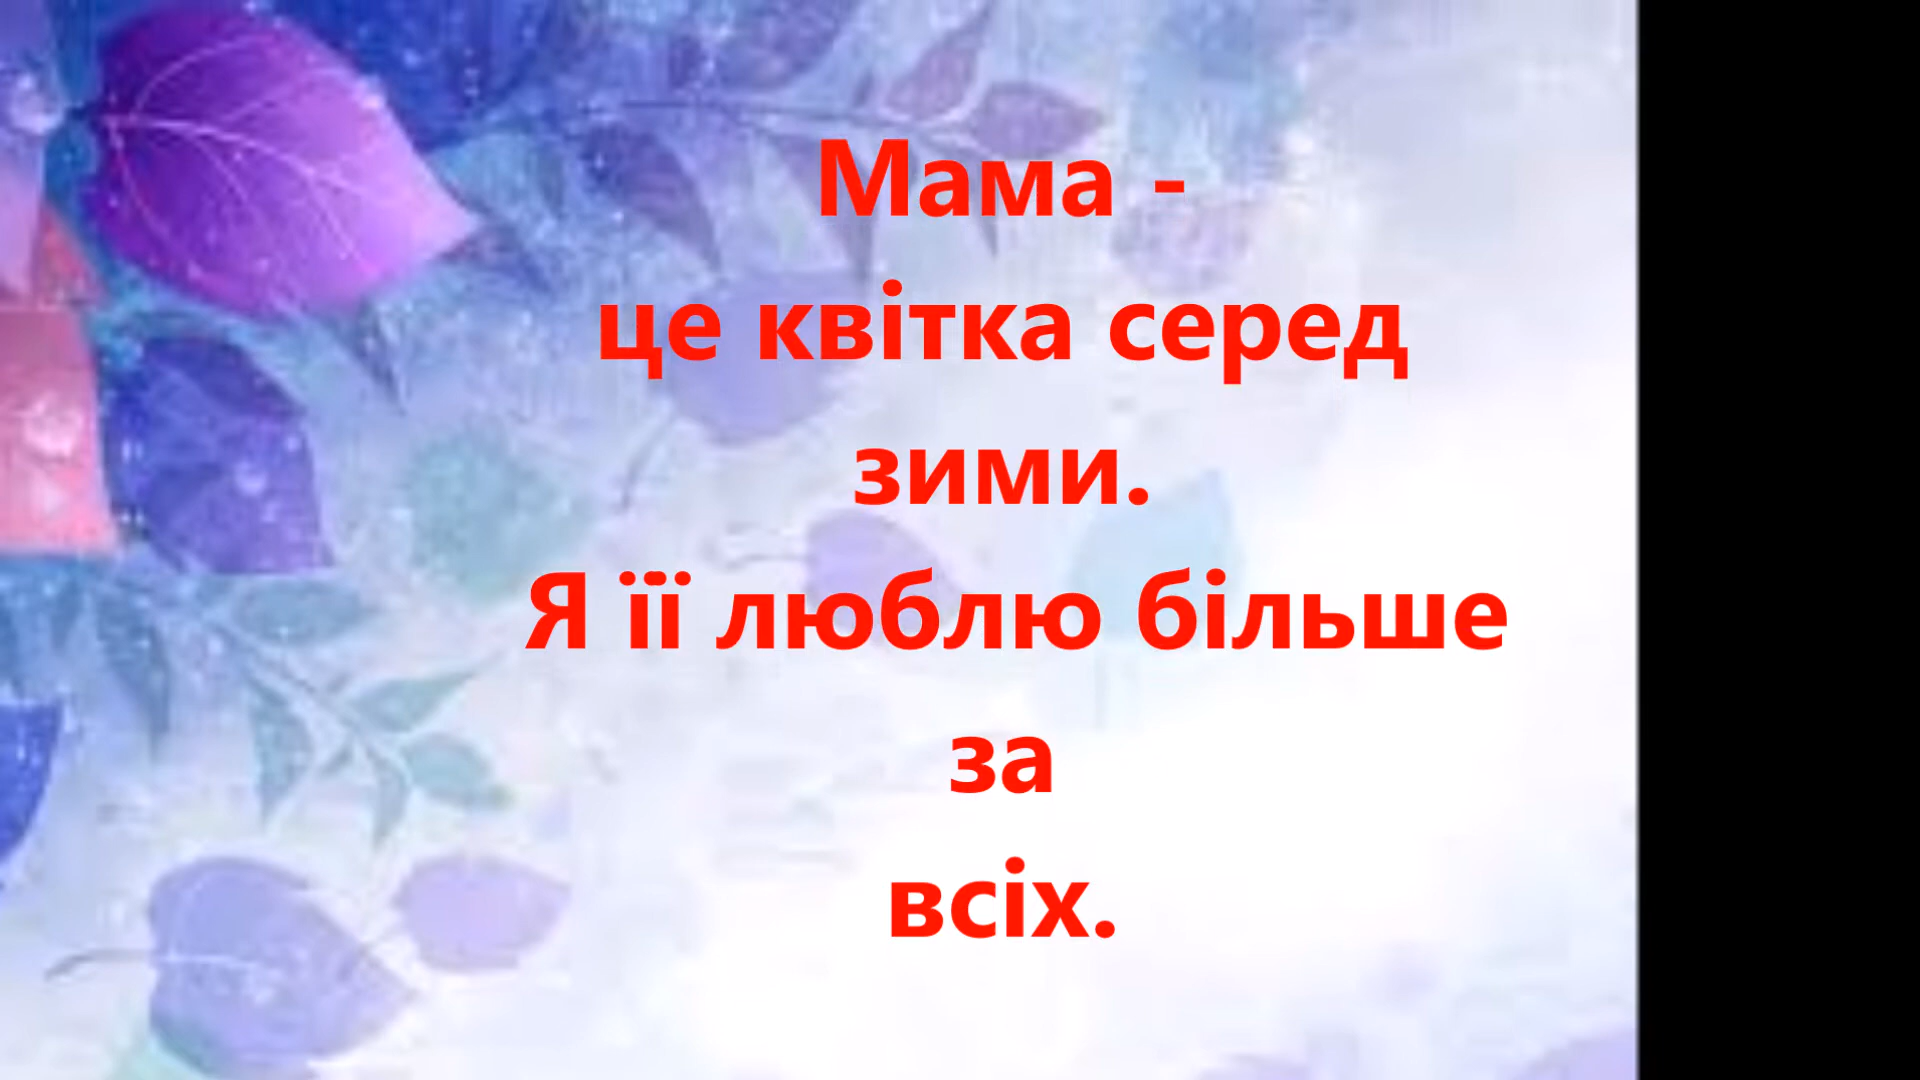 Мама -
це квітка серед
зими.
Я її люблю більше
за
всіх.